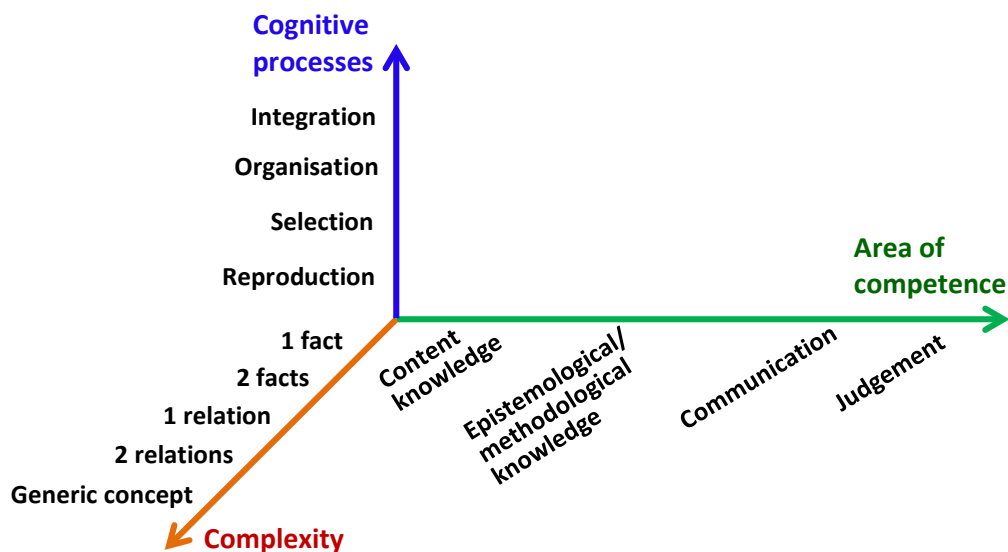 Cognitive
processes
Integration
Organisation
Selection
Reproduction
Area of
competence
1 fact
2 facts
1 relation
2 relations
Generic concept
Complexity
Content
knowledge
Epistemological/
methodological
knowledge
Communication
Judgement